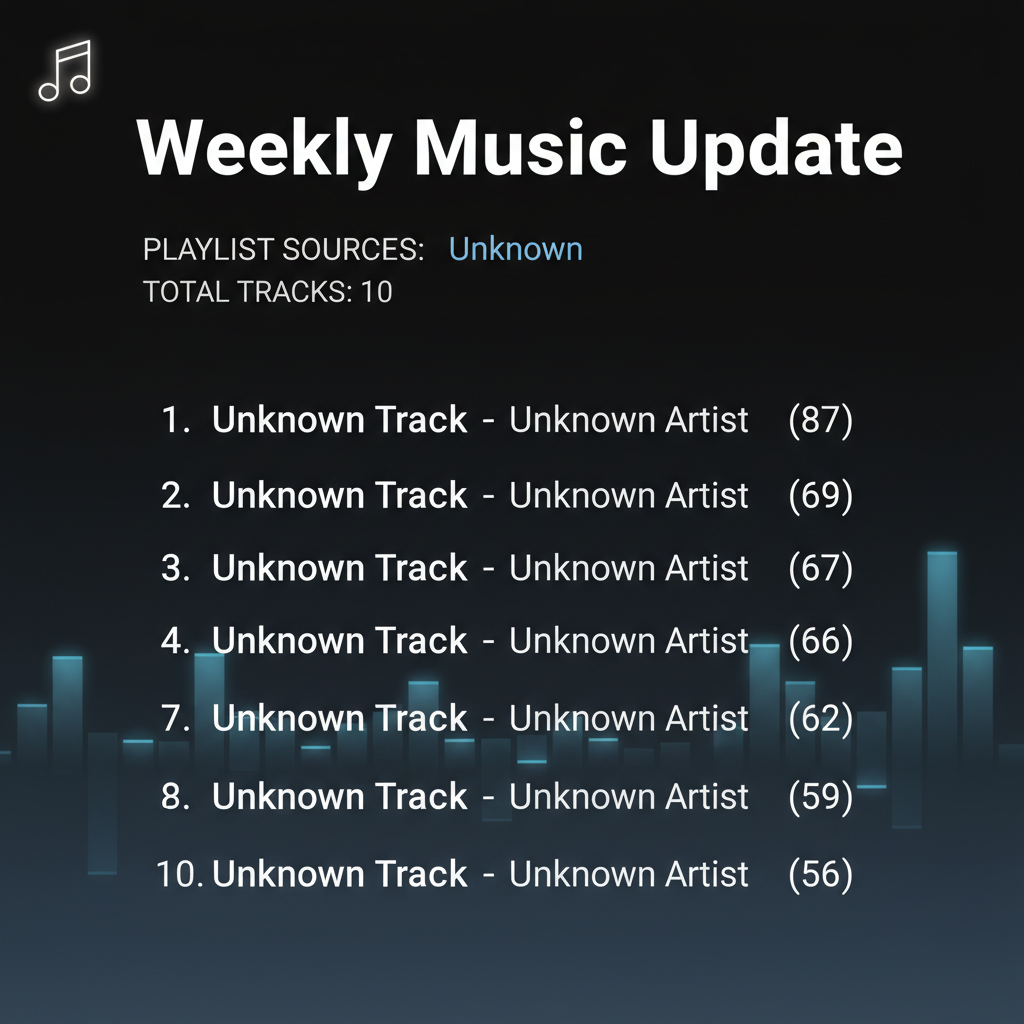 Weekly Music Update
PLAYLIST SOURCES: Unknown
TOTAL TRACKS: 10
1. Unknown Track - Unknown Artist (87)
2. Unknown Track - Unknown Artist (69)
3. Unknown Track - Unknown Artist (67)
4. Unknown Track - Unknown Artist (66)
7. Unknown Track - Unknown Artist (62)
8. Unknown Track - Unknown Artist (59)
10. Unknown Track - Unknown Artist (56)